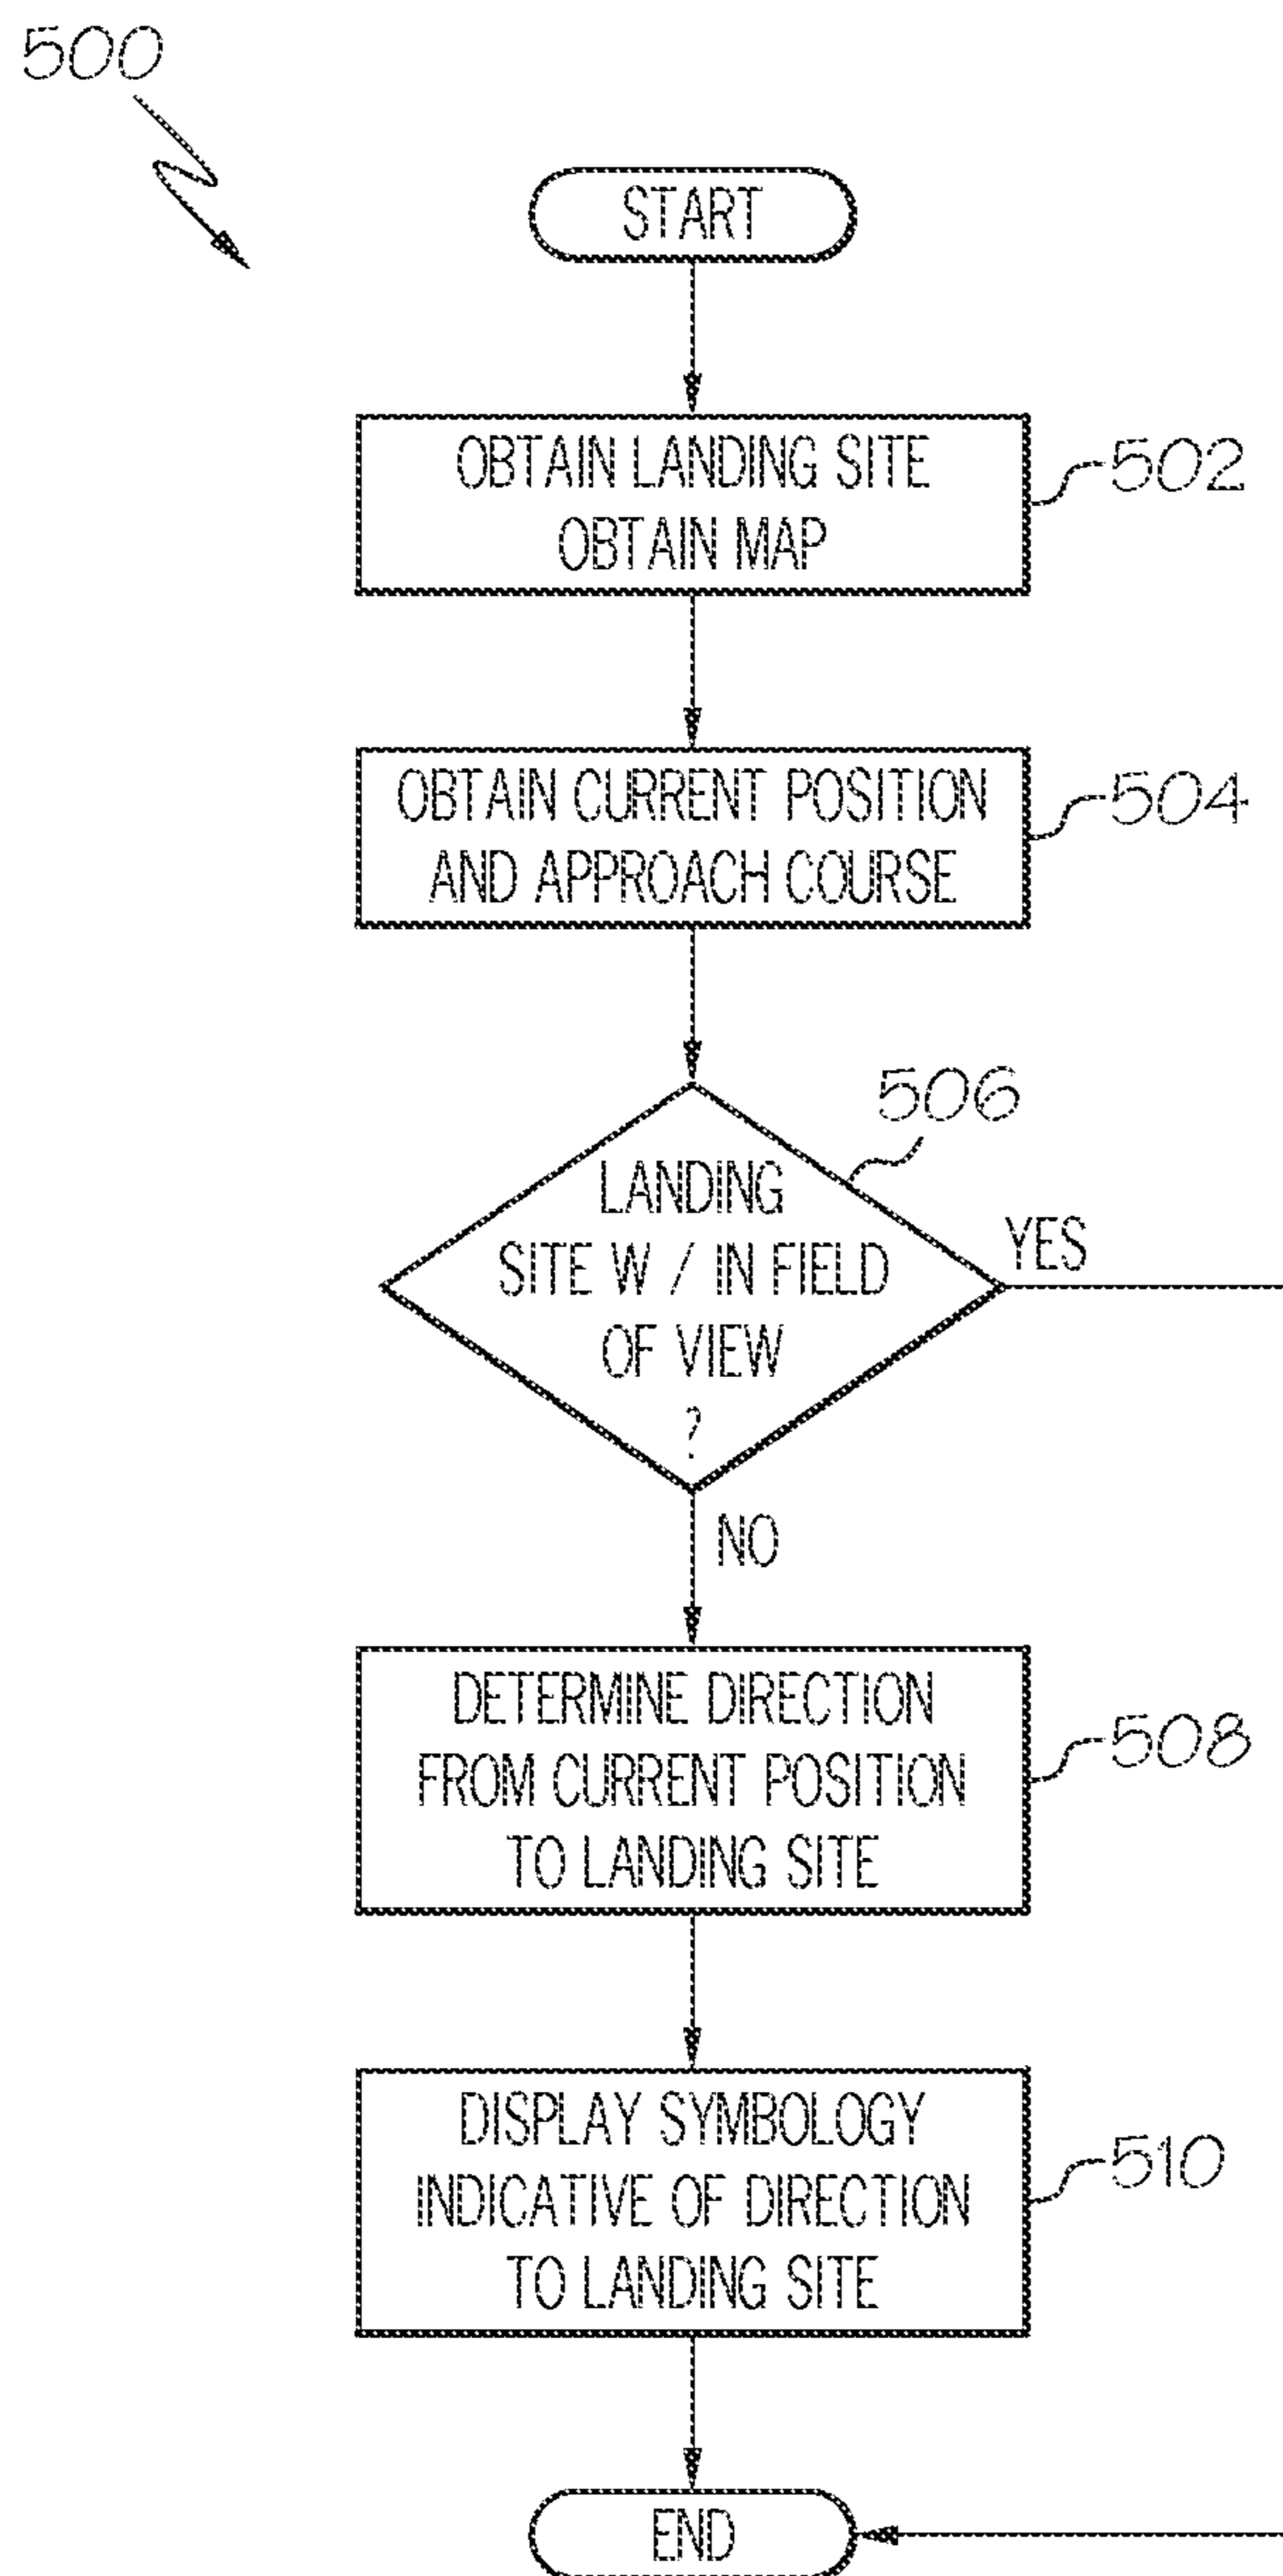 500
START
OBTAIN LANDING SITE
OBTAIN MAP
502
OBTAIN CURRENT POSITION
AND APPROACH COURSE
504
506
LANDING
SITE W / IN FIELD
OF VIEW
?
YES
NO
DETERMINE DIRECTION
FROM CURRENT POSITION
TO LANDING SITE
508
DISPLAY SYMBOLOGY
INDICATIVE OF DIRECTION
TO LANDING SITE
510
END